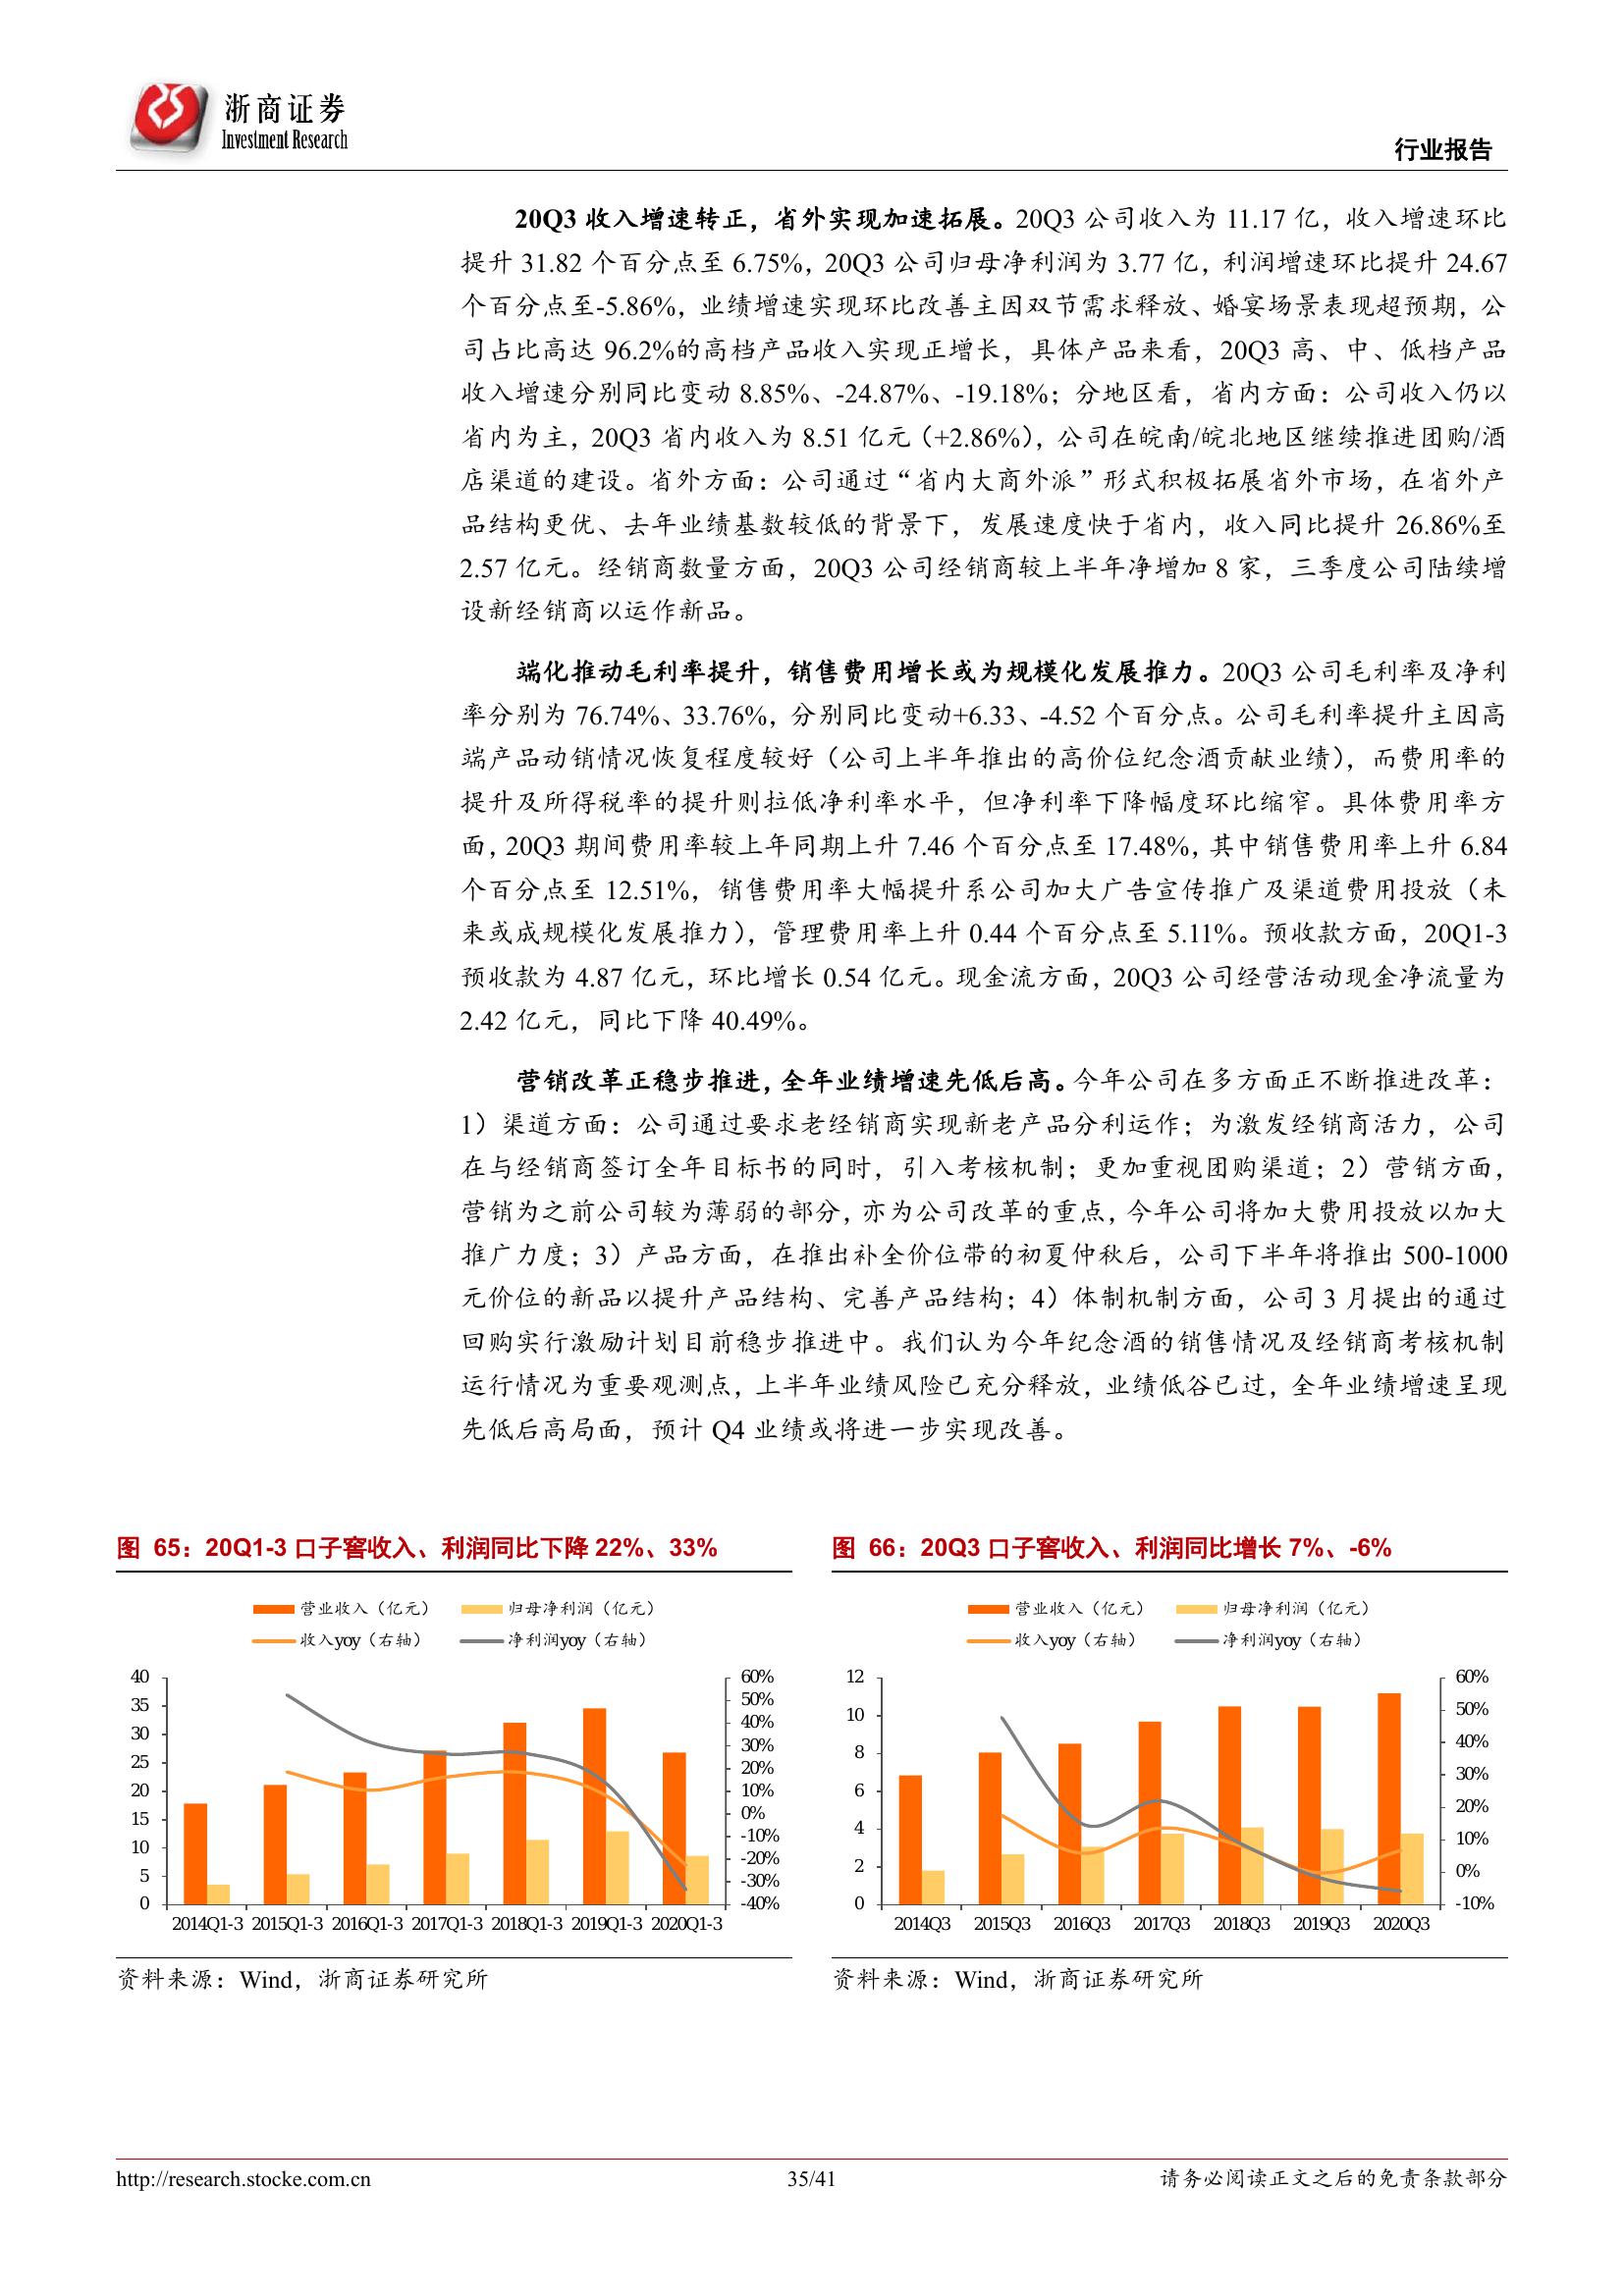 浙商证券
Investment Research
行业报告
20Q3 收入增速转正，省外实现加速拓展。20Q3 公司收入为 11.17 亿，收入增速环比
提升 31.82 个百分点至 6.75%，20Q3 公司归母净利润为 3.77 亿，利润增速环比提升 24.67
个百分点至-5.86%，业绩增速实现环比改善主因双节需求释放、婚宴场景表现超预期，公
司占比高达 96.2%的高档产品收入实现正增长，具体产品来看，20Q3 高、中、低档产品
收入增速分别同比变动 8.85%、-24.87%、-19.18%；分地区看，省内方面：公司收入仍以
省内为主，20Q3 省内收入为 8.51 亿元（+2.86%），公司在皖南/皖北地区继续推进团购/酒
店渠道的建设。省外方面：公司通过“省内大商外派”形式积极拓展省外市场，在省外产
品结构更优、去年业绩基数较低的背景下，发展速度快于省内，收入同比提升 26.86%至
2.57 亿元。经销商数量方面，20Q3 公司经销商较上半年净增加 8 家，三季度公司陆续增
设新经销商以运作新品。
端化推动毛利率提升，销售费用增长或为规模化发展推力。20Q3 公司毛利率及净利
率分别为 76.74%、33.76%，分别同比变动+6.33、-4.52 个百分点。公司毛利率提升主因高
端产品动销情况恢复程度较好（公司上半年推出的高价位纪念酒贡献业绩），而费用率的
提升及所得税率的提升则拉低净利率水平，但净利率下降幅度环比缩窄。具体费用率方
面，20Q3 期间费用率较上年同期上升 7.46 个百分点至 17.48%，其中销售费用率上升 6.84
个百分点至 12.51%，销售费用率大幅提升系公司加大广告宣传推广及渠道费用投放（未
来或成规模化发展推力），管理费用率上升 0.44 个百分点至 5.11%。预收款方面，20Q1-3
预收款为 4.87 亿元，环比增长 0.54 亿元。现金流方面，20Q3 公司经营活动现金净流量为
2.42 亿元，同比下降 40.49%。
营销改革正稳步推进，全年业绩增速先低后高。今年公司在多方面正不断推进改革：
1）渠道方面：公司通过要求老经销商实现新老产品分利运作；为激发经销商活力，公司
在与经销商签订全年目标书的同时，引入考核机制；更加重视团购渠道；2）营销方面，
营销为之前公司较为薄弱的部分，亦为公司改革的重点，今年公司将加大费用投放以加大
推广力度；3）产品方面，在推出补全价位带的初夏仲秋后，公司下半年将推出 500-1000
元价位的新品以提升产品结构、完善产品结构；4）体制机制方面，公司 3 月提出的通过
回购实行激励计划目前稳步推进中。我们认为今年纪念酒的销售情况及经销商考核机制
运行情况为重要观测点，上半年业绩风险已充分释放，业绩低谷已过，全年业绩增速呈现
先低后高局面，预计 Q4 业绩或将进一步实现改善。
图 65：20Q1-3 口子窖收入、利润同比下降 22%、33%
营业收入（亿元） 归母净利润（亿元）
收入yoy（右轴） 净利润yoy（右轴）
40
35
30
25
20
15
10
5
0
60%
50%
40%
30%
20%
10%
0%
-10%
-20%
-30%
-40%
2014Q1-3 2015Q1-3 2016Q1-3 2017Q1-3 2018Q1-3 2019Q1-3 2020Q1-3
资料来源：Wind，浙商证券研究所
图 66：20Q3 口子窖收入、利润同比增长 7%、-6%
营业收入（亿元） 归母净利润（亿元）
收入yoy（右轴） 净利润yoy（右轴）
12
10
8
6
4
2
0
60%
50%
40%
30%
20%
10%
0%
-10%
2014Q3 2015Q3 2016Q3 2017Q3 2018Q3 2019Q3 2020Q3
资料来源：Wind，浙商证券研究所
http://research.stocke.com.cn
35/41
请务必阅读正文之后的免责条款部分